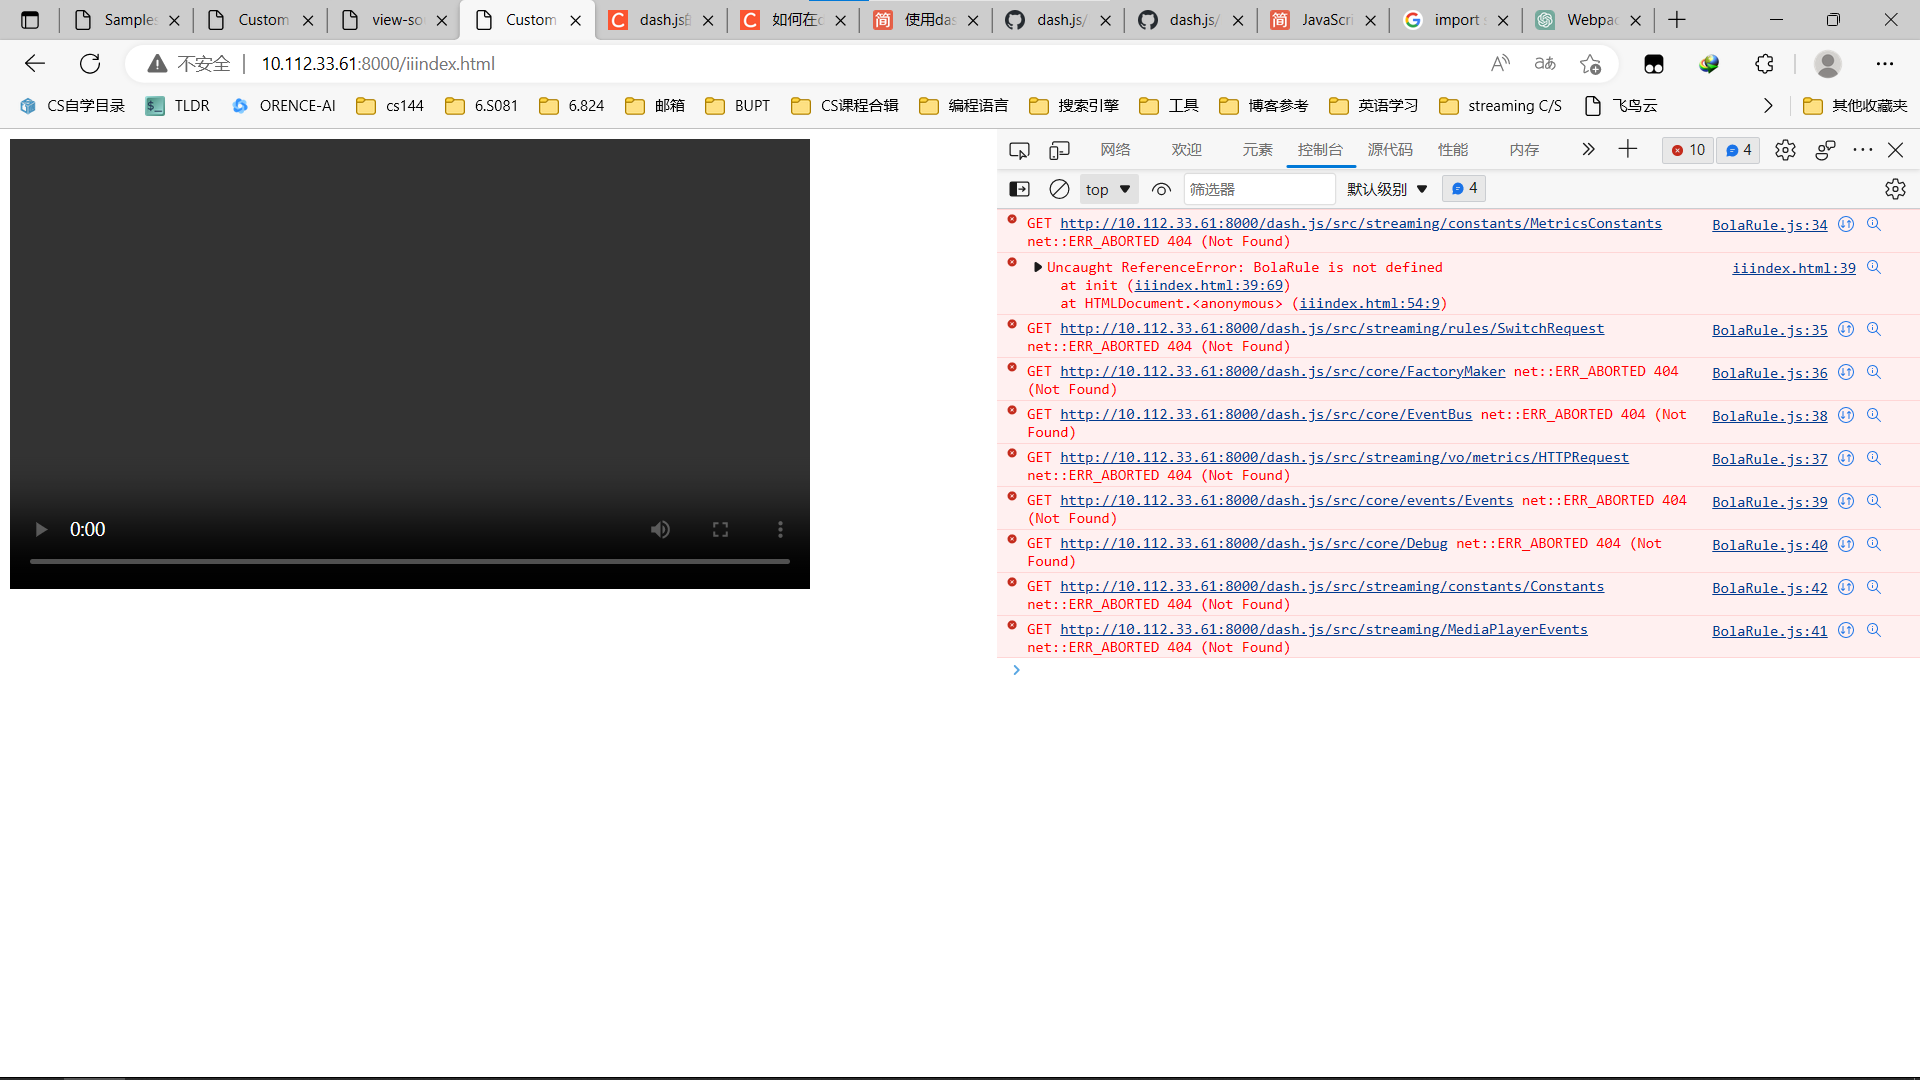 Samples
Custom
view-so
Custom
dash.js
如何在
使用das
dash.js/
dash.js/
JavaScri
import
Webpac
不安全 | 10.112.33.61:8000/iiindex.html
CS自学目录 TLDR ORENCE-AI cs144 6.S081 6.824 邮箱 BUPT CS课程合辑 编程语言 搜索引擎 工具 博客参考 英语学习 streaming C/S 飞鸟云 其他收藏夹
网络 欢迎 元素 控制台 源代码 性能 内存 10 4
top 筛选器 默认级别 4
GET http://10.112.33.61:8000/dash.js/src/streaming/constants/MetricsConstants BolaRule.js:34
net::ERR_ABORTED 404 (Not Found)
Uncaught ReferenceError: BolaRule is not defined iiindex.html:39
at init (iiindex.html:39:69)
at HTMLDocument.<anonymous> (iiindex.html:54:9)
GET http://10.112.33.61:8000/dash.js/src/streaming/rules/SwitchRequest BolaRule.js:35
net::ERR_ABORTED 404 (Not Found)
GET http://10.112.33.61:8000/dash.js/src/core/FactoryMaker net::ERR_ABORTED 404 BolaRule.js:36
(Not Found)
GET http://10.112.33.61:8000/dash.js/src/core/EventBus net::ERR_ABORTED 404 (Not BolaRule.js:38
Found)
GET http://10.112.33.61:8000/dash.js/src/streaming/vo/metrics/HTTPRequest BolaRule.js:37
net::ERR_ABORTED 404 (Not Found)
GET http://10.112.33.61:8000/dash.js/src/core/events/Events net::ERR_ABORTED 404 BolaRule.js:39
(Not Found)
GET http://10.112.33.61:8000/dash.js/src/core/Debug net::ERR_ABORTED 404 (Not BolaRule.js:40
Found)
GET http://10.112.33.61:8000/dash.js/src/streaming/constants/Constants BolaRule.js:42
net::ERR_ABORTED 404 (Not Found)
GET http://10.112.33.61:8000/dash.js/src/streaming/MediaPlayerEvents BolaRule.js:41
net::ERR_ABORTED 404 (Not Found)
0:00